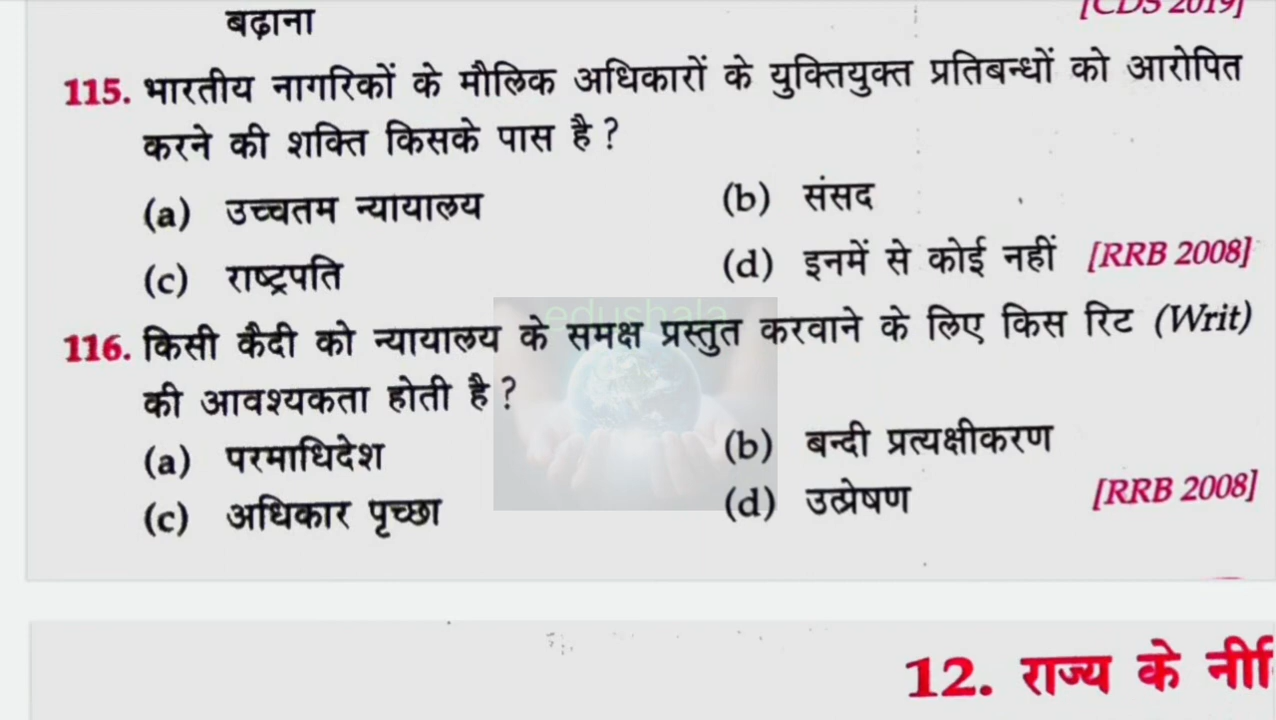 बढ़ाना [CDS 2019]
115. भारतीय नागरिकों के मौलिक अधिकारों के युक्तियुक्त प्रतिबन्धों को आरोपित
करने की शक्ति किसके पास है ?
(a) उच्चतम न्यायालय (b) संसद
(c) राष्ट्रपति (d) इनमें से कोई नहीं [RRB 2008]
edushala
116. किसी कैदी को न्यायालय के समक्ष प्रस्तुत करवाने के लिए किस रिट (Writ)
की आवश्यकता होती है ?
(a) परमाधिदेश (b) बन्दी प्रत्यक्षीकरण
(c) अधिकार पृच्छा (d) उत्प्रेषण [RRB 2008]
12. राज्य के